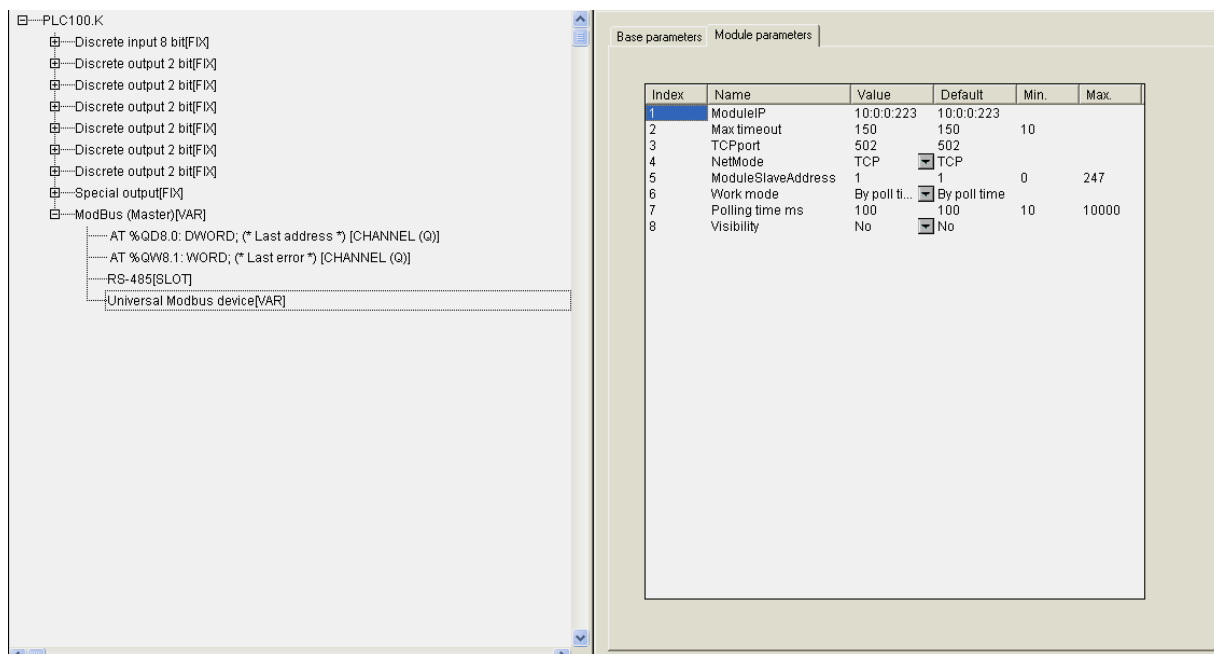 PLC100.K
Discrete input 8 bit[FIX]
Discrete output 2 bit[FIX]
Discrete output 2 bit[FIX]
Discrete output 2 bit[FIX]
Discrete output 2 bit[FIX]
Discrete output 2 bit[FIX]
Discrete output 2 bit[FIX]
Special output[FIX]
ModBus (Master)[VAR]
AT %QD8.0: DWORD; (* Last address *) [CHANNEL (Q)]
AT %QW8.1: WORD; (* Last error *) [CHANNEL (Q)]
RS-485[SLOT]
Universal Modbus device[VAR]
Base parameters Module parameters
Index Name Value Default Min. Max.
1 ModuleIP 10:0:0:223 10:0:0:223
2 Max timeout 150 150 10
3 TCPport 502 502
4 NetMode TCP TCP
5 ModuleSlaveAddress 1 1 0 247
6 Work mode By poll ti... By poll time
7 Polling time ms 100 100 10 10000
8 Visibility No No